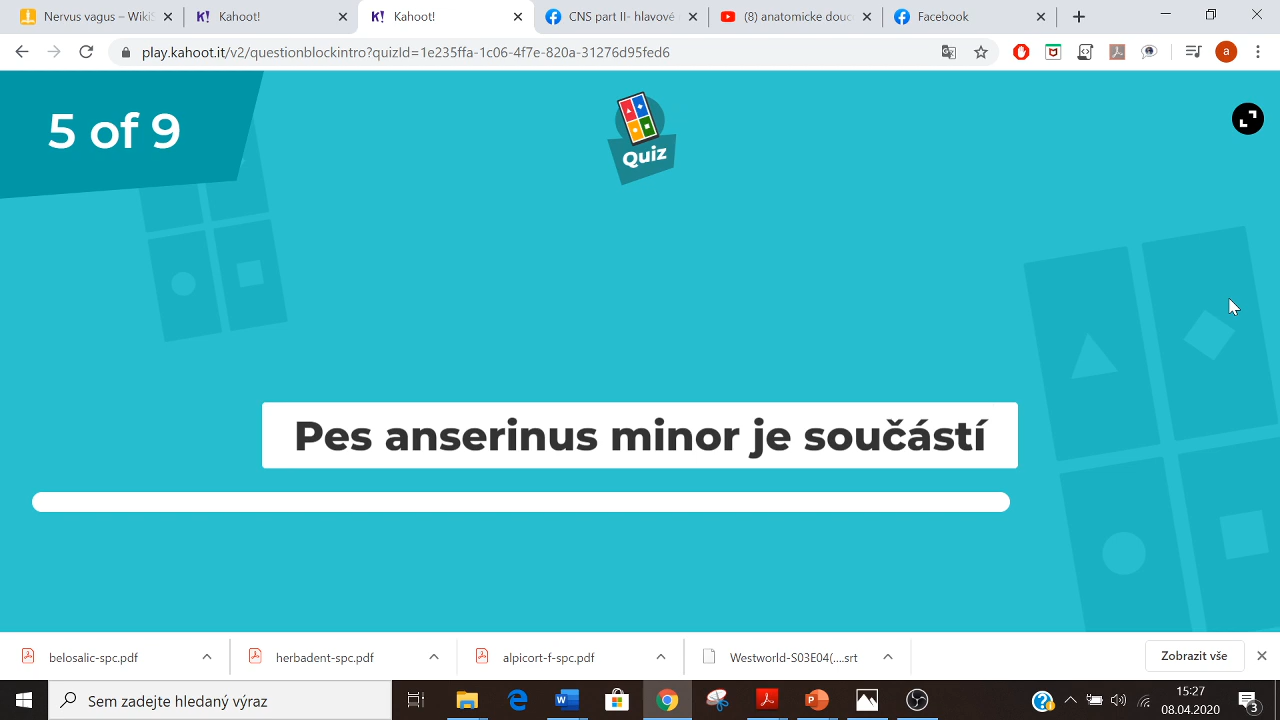 Nervus vagus – WikiS
Kahoot!
Kahoot!
CNS part II- hlavové n
(8) anatomicke douc
Facebook
play.kahoot.it/v2/questionblockintro?quizId=1e235ffa-1c06-4f7e-820a-31276d95fed6
a
5 of 9
Quiz
Pes anserinus minor je součástí
belosalic-spc.pdf
herbadent-spc.pdf
alpicort-f-spc.pdf
Westworld-S03E04(....srt
Zobrazit vše
Sem zadejte hledaný výraz
15:27
08.04.2020
3